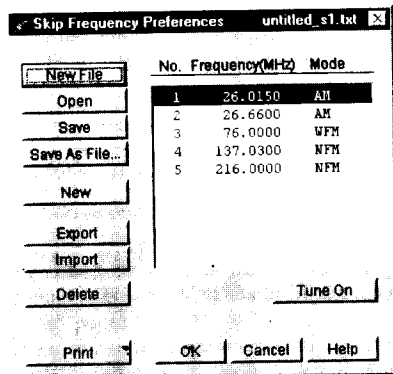 Skip Frequency Preferences untitled_s1.txt
New File
Open
Save
Save As File...
New
Export
Import
Delete
Print
No. Frequency(MHz) Mode
1 26.0150 AM
2 26.6600 AM
3 76.0000 WFM
4 137.0300 NFM
5 216.0000 NFM
Tune On
OK Cancel Help